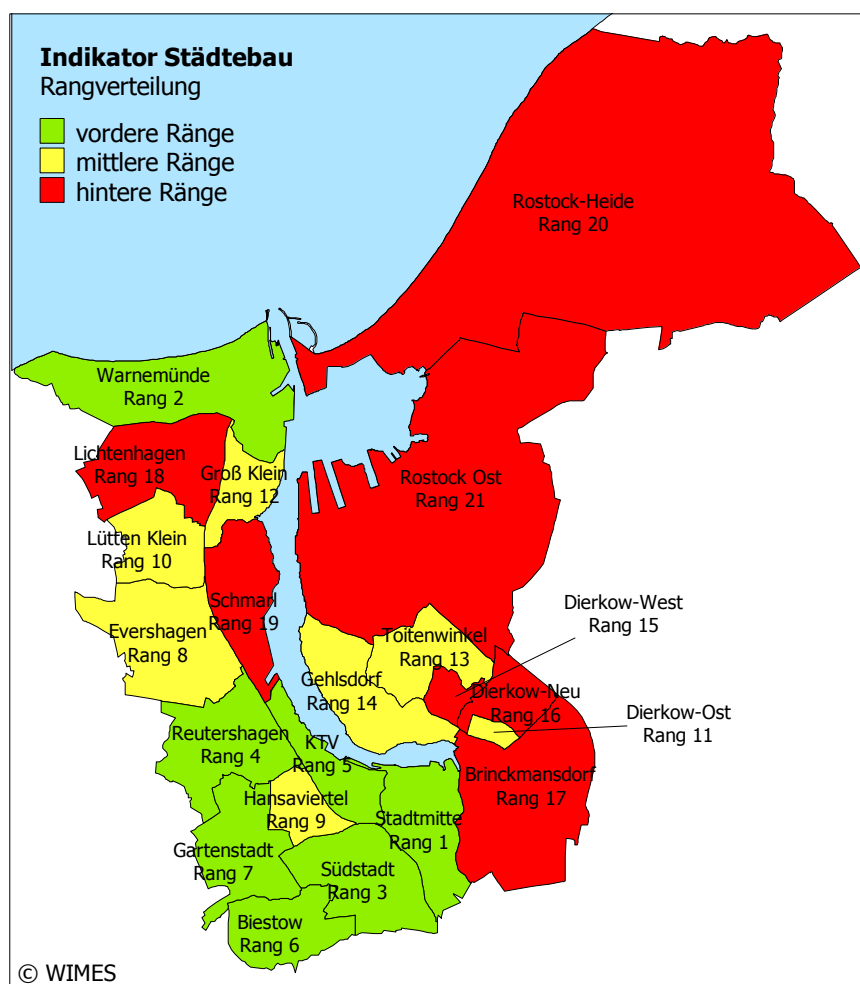 Indikator Städtebau
Rangverteilung
vordere Ränge
mittlere Ränge
hintere Ränge
Rostock-Heide
Rang 20
Warnemünde
Rang 2
Lichtenhagen
Rang 18
Groß Klein
Rang 12
Rostock Ost
Rang 21
Lütten Klein
Rang 10
Schmarl
Rang 19
Dierkow-West
Rang 15
Evershagen
Rang 8
Toitenwinkel
Rang 13
Gehlsdorf
Rang 14
Dierkow-Neu
Rang 16
Dierkow-Ost
Rang 11
Reutershagen
Rang 4
KTV
Rang 5
Brinckmansdorf
Rang 17
Hansaviertel
Rang 9
Stadtmitte
Rang 1
Gartenstadt
Rang 7
Südstadt
Rang 3
Biestow
Rang 6
© WIMES